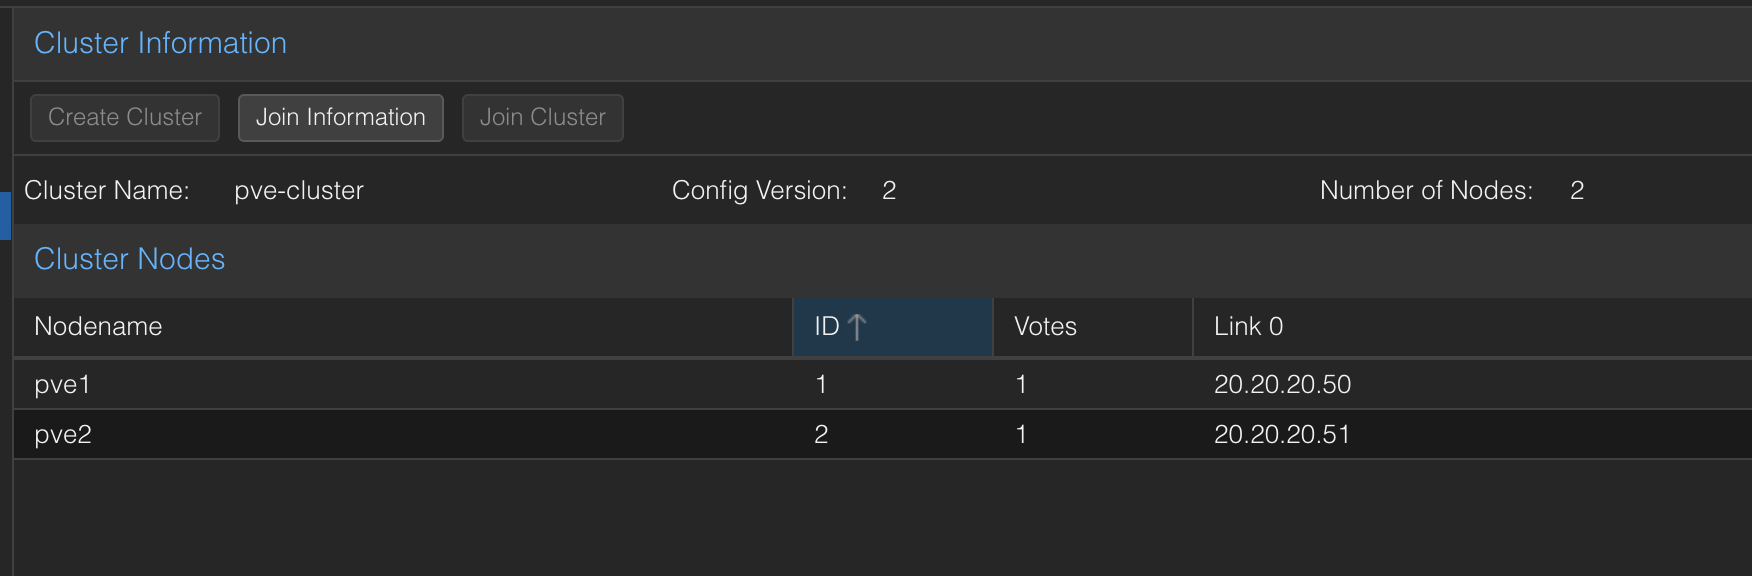 Cluster Information
Create Cluster Join Information Join Cluster
Cluster Name: pve-cluster Config Version: 2 Number of Nodes: 2
Cluster Nodes
Nodename ID ↑ Votes Link 0
pve1 1 1 20.20.20.50
pve2 2 1 20.20.20.51